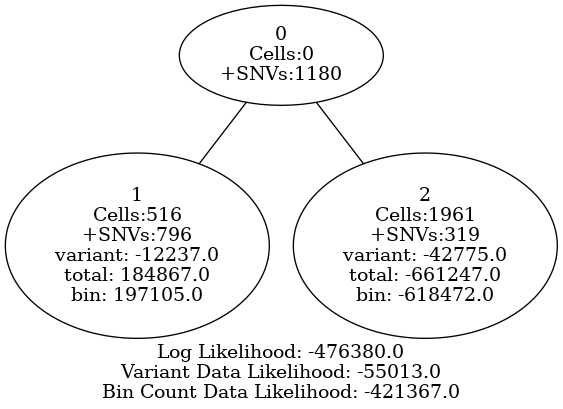 0
Cells:0
+SNVs:1180
1
Cells:516
+SNVs:796
variant: -12237.0
total: 184867.0
bin: 197105.0
2
Cells:1961
+SNVs:319
variant: -42775.0
total: -661247.0
bin: -618472.0
Log Likelihood: -476380.0
Variant Data Likelihood: -55013.0
Bin Count Data Likelihood: -421367.0